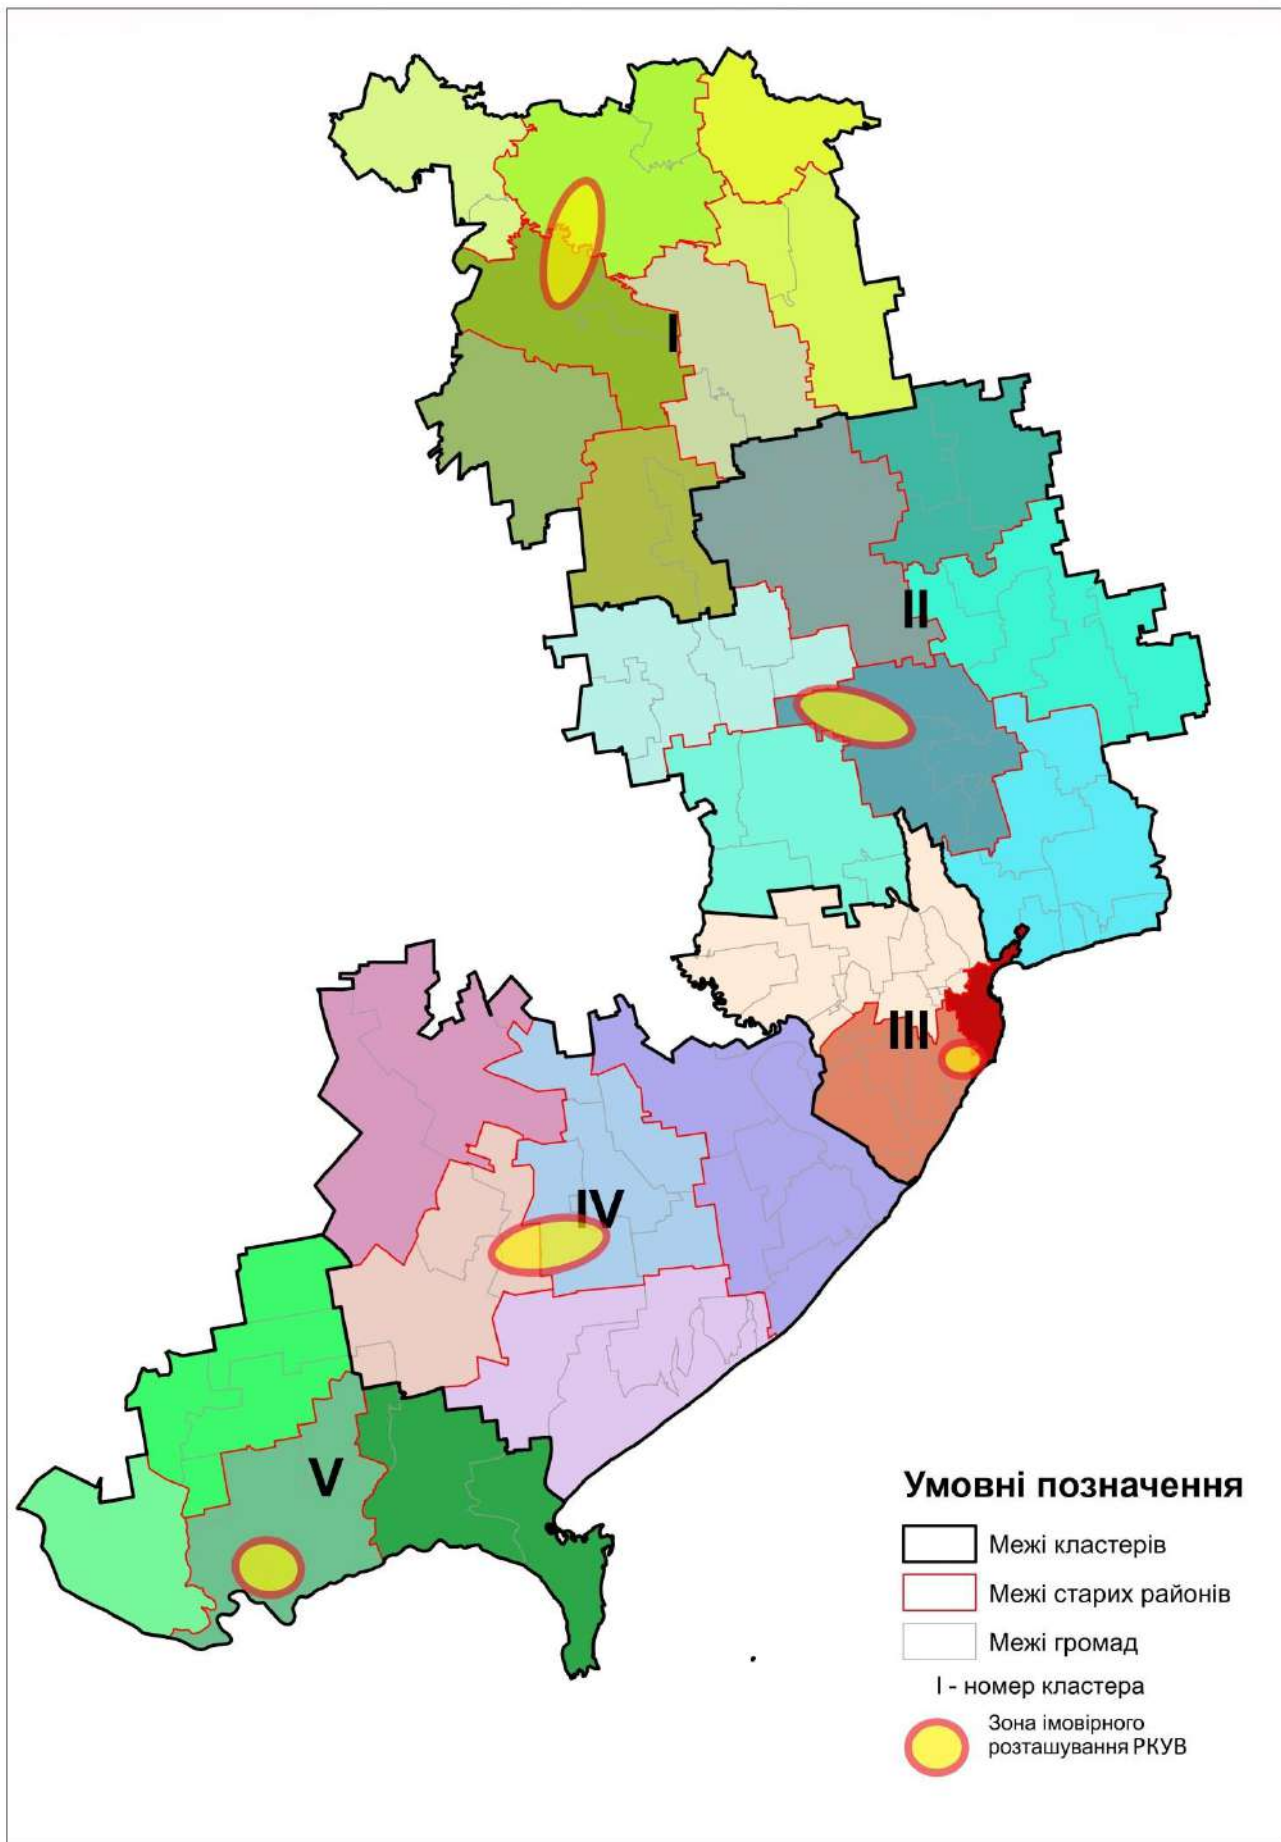 I
II
III
IV
V
Умовні позначення
Межі кластерів
Межі старих районів
Межі громад
I - номер кластера
Зона імовірного
розташування РКУВ